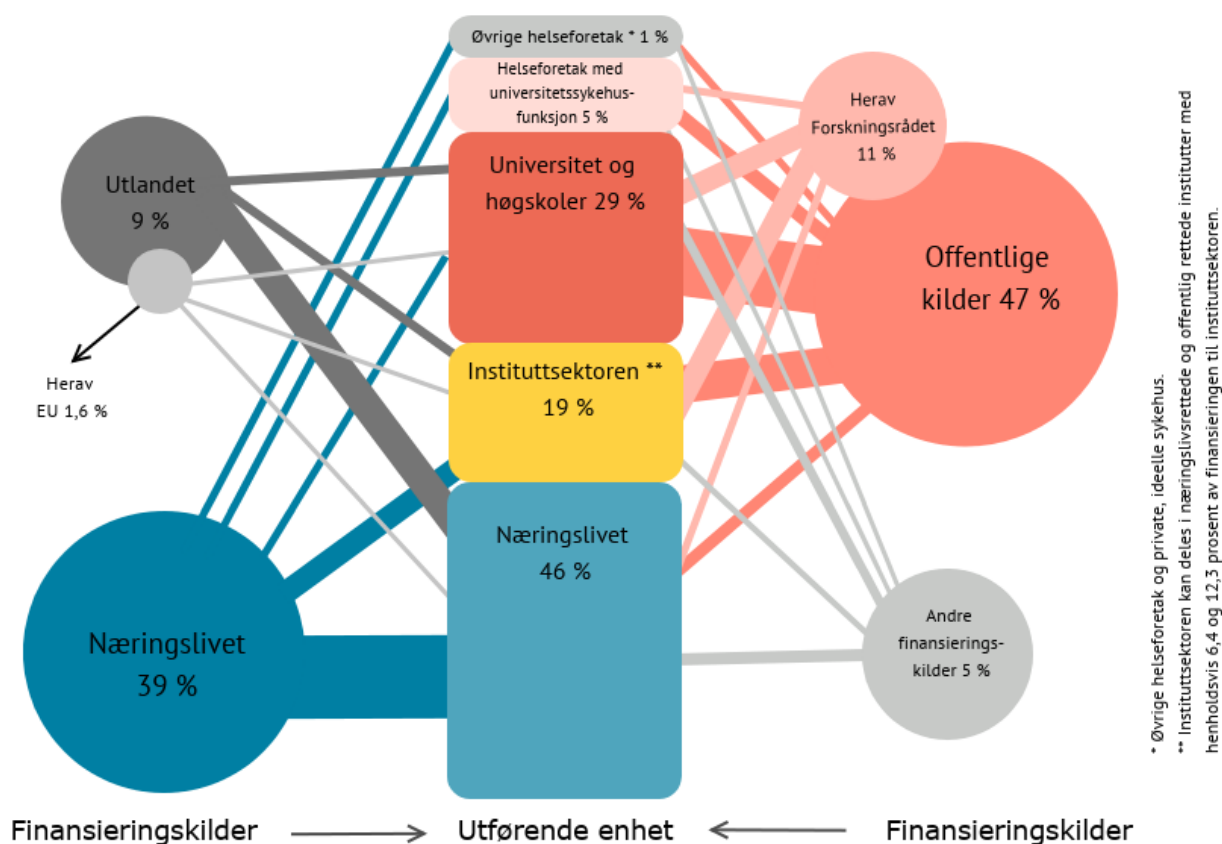 Øvrige helseforetak * 1 %
Helseforetak med
universitetssykehus-
funksjon 5 %
Universitet og
høgskoler 29 %
Instituttsektoren **
19 %
Næringslivet
46 %
Utlandet
9 %
Herav
EU 1,6 %
Næringslivet
39 %
Herav
Forskningsrådet
11 %
Offentlige
kilder 47 %
Andre
finansierings-
kilder 5 %
Finansieringskilder
Utførende enhet
Finansieringskilder
* Øvrige helseforetak og private, ideelle sykehus.
** Instituttsektoren kan deles i næringslivsrettede og offentlig rettede institutter med
henholdsvis 6,4 og 12,3 prosent av finansieringen til instituttsektoren.